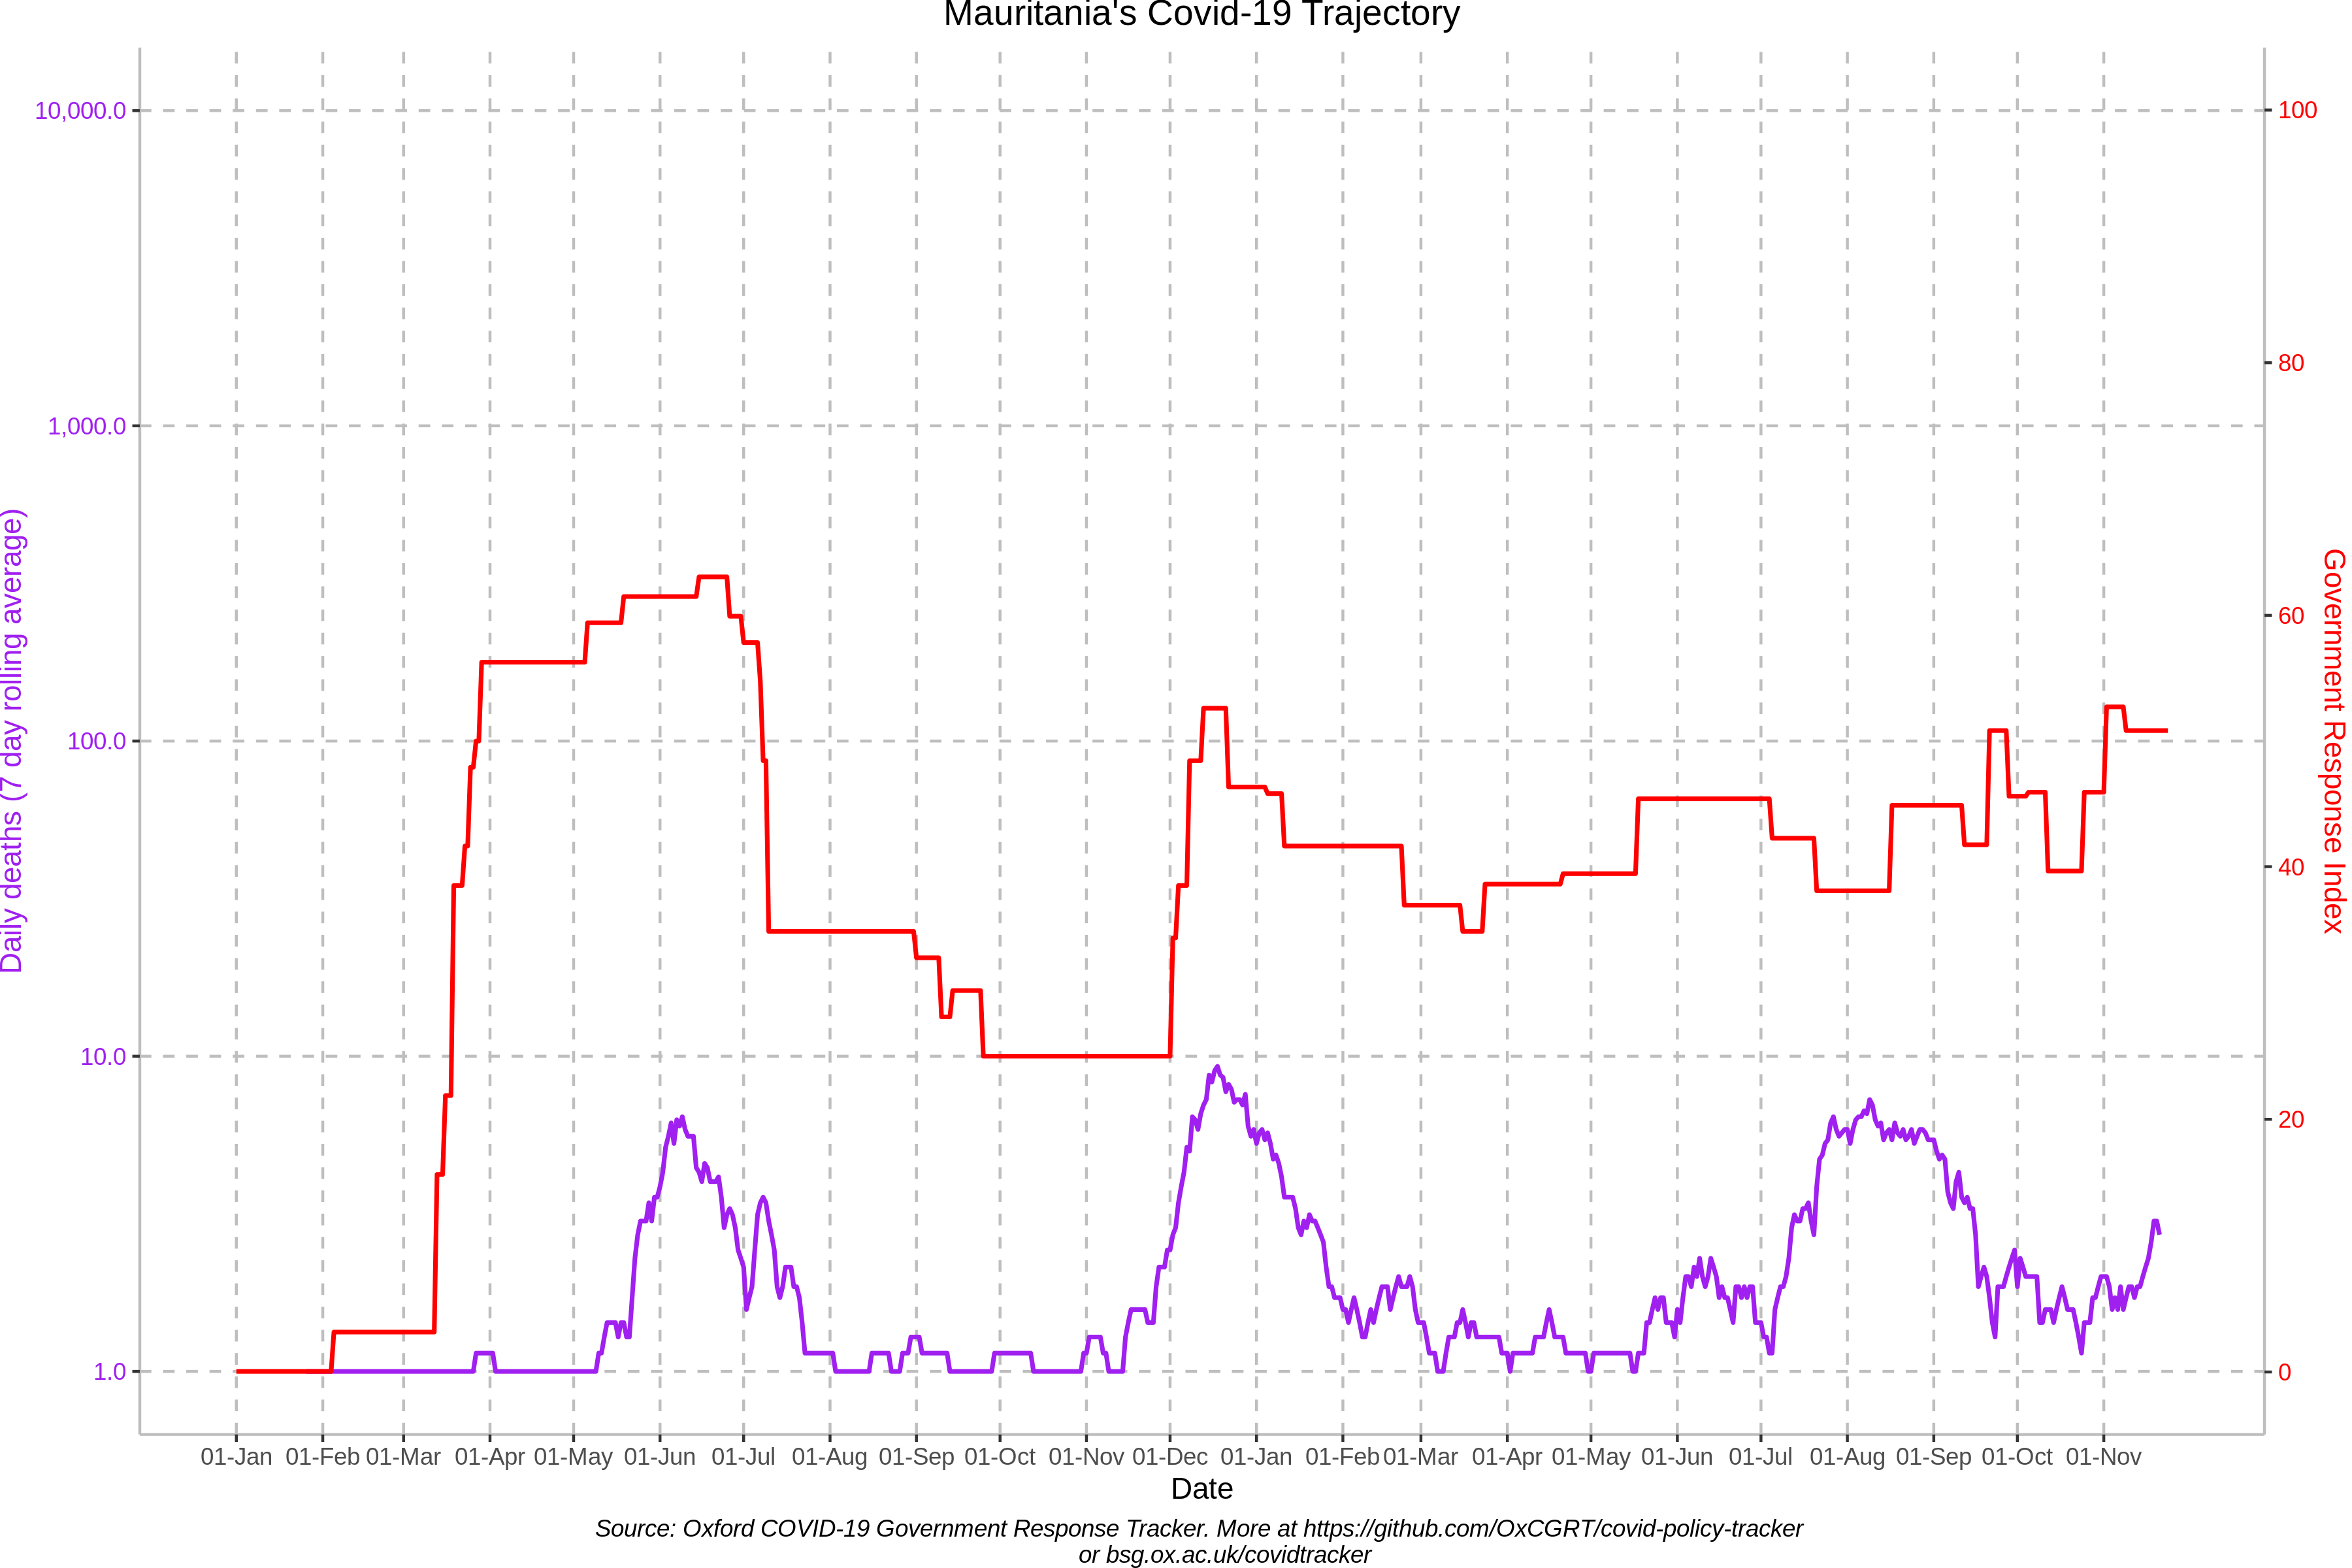 Mauritania's Covid-19 Trajectory
10,000.0
1,000.0
100.0
10.0
1.0
Daily deaths (7 day rolling average)
100
80
60
40
20
0
Government Response Index
01-Jan 01-Feb 01-Mar 01-Apr 01-May 01-Jun 01-Jul 01-Aug 01-Sep 01-Oct 01-Nov 01-Dec 01-Jan 01-Feb 01-Mar 01-Apr 01-May 01-Jun 01-Jul 01-Aug 01-Sep 01-Oct 01-Nov
Date
Source: Oxford COVID-19 Government Response Tracker. More at https://github.com/OxCGRT/covid-policy-tracker
or bsg.ox.ac.uk/covidtracker